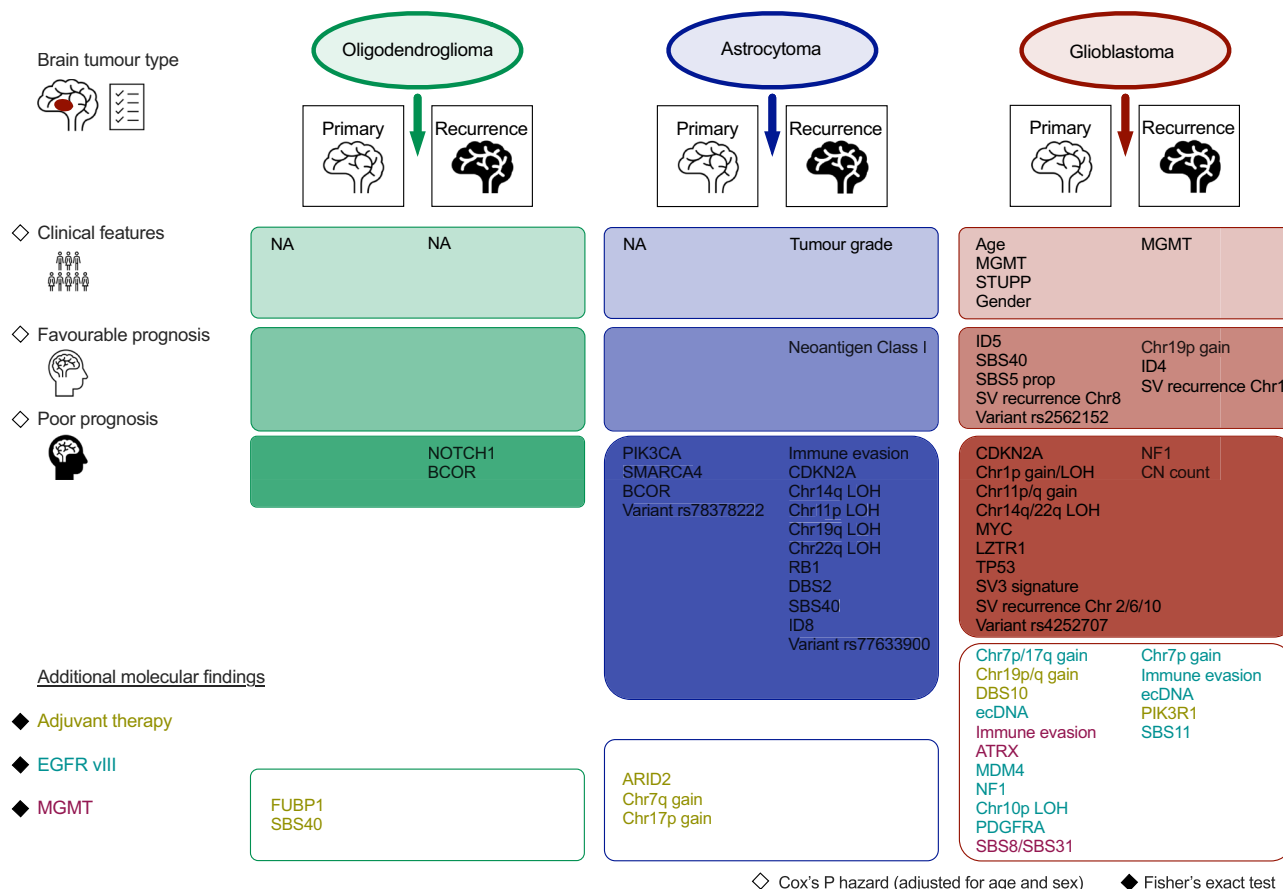 Brain tumour type
Oligodendroglioma
Astrocytoma
Glioblastoma
Primary
Recurrence
Primary
Recurrence
Primary
Recurrence
Clinical features
NA
NA
NA
Tumour grade
Age
MGMT
STUPP
Gender
MGMT
Favourable prognosis
Neoantigen Class I
ID5
SBS40
SBS5 prop
SV recurrence Chr8
Variant rs2562152
Chr19p gain
ID4
SV recurrence Chr1
Poor prognosis
NOTCH1
BCOR
PIK3CA
SMARCA4
BCOR
Variant rs78378222
Immune evasion
CDKN2A
Chr14q LOH
Chr11p LOH
Chr19q LOH
Chr22q LOH
RB1
DBS2
SBS40
ID8
Variant rs77633900
CDKN2A
Chr1p gain/LOH
Chr11p/q gain
Chr14q/22q LOH
MYC
LZTR1
TP53
SV3 signature
SV recurrence Chr 2/6/10
Variant rs4252707
NF1
CN count
Additional molecular findings
Adjuvant therapy
EGFR vIII
MGMT
FUBP1
SBS40
ARID2
Chr7q gain
Chr17p gain
Chr7p/17q gain
Chr19p/q gain
DBS10
ecDNA
Immune evasion
ATRX
MDM4
NF1
Chr10p LOH
PDGFRA
SBS8/SBS31
Chr7p gain
Immune evasion
ecDNA
PIK3R1
SBS11
Cox's P hazard (adjusted for age and sex)
Fisher's exact test